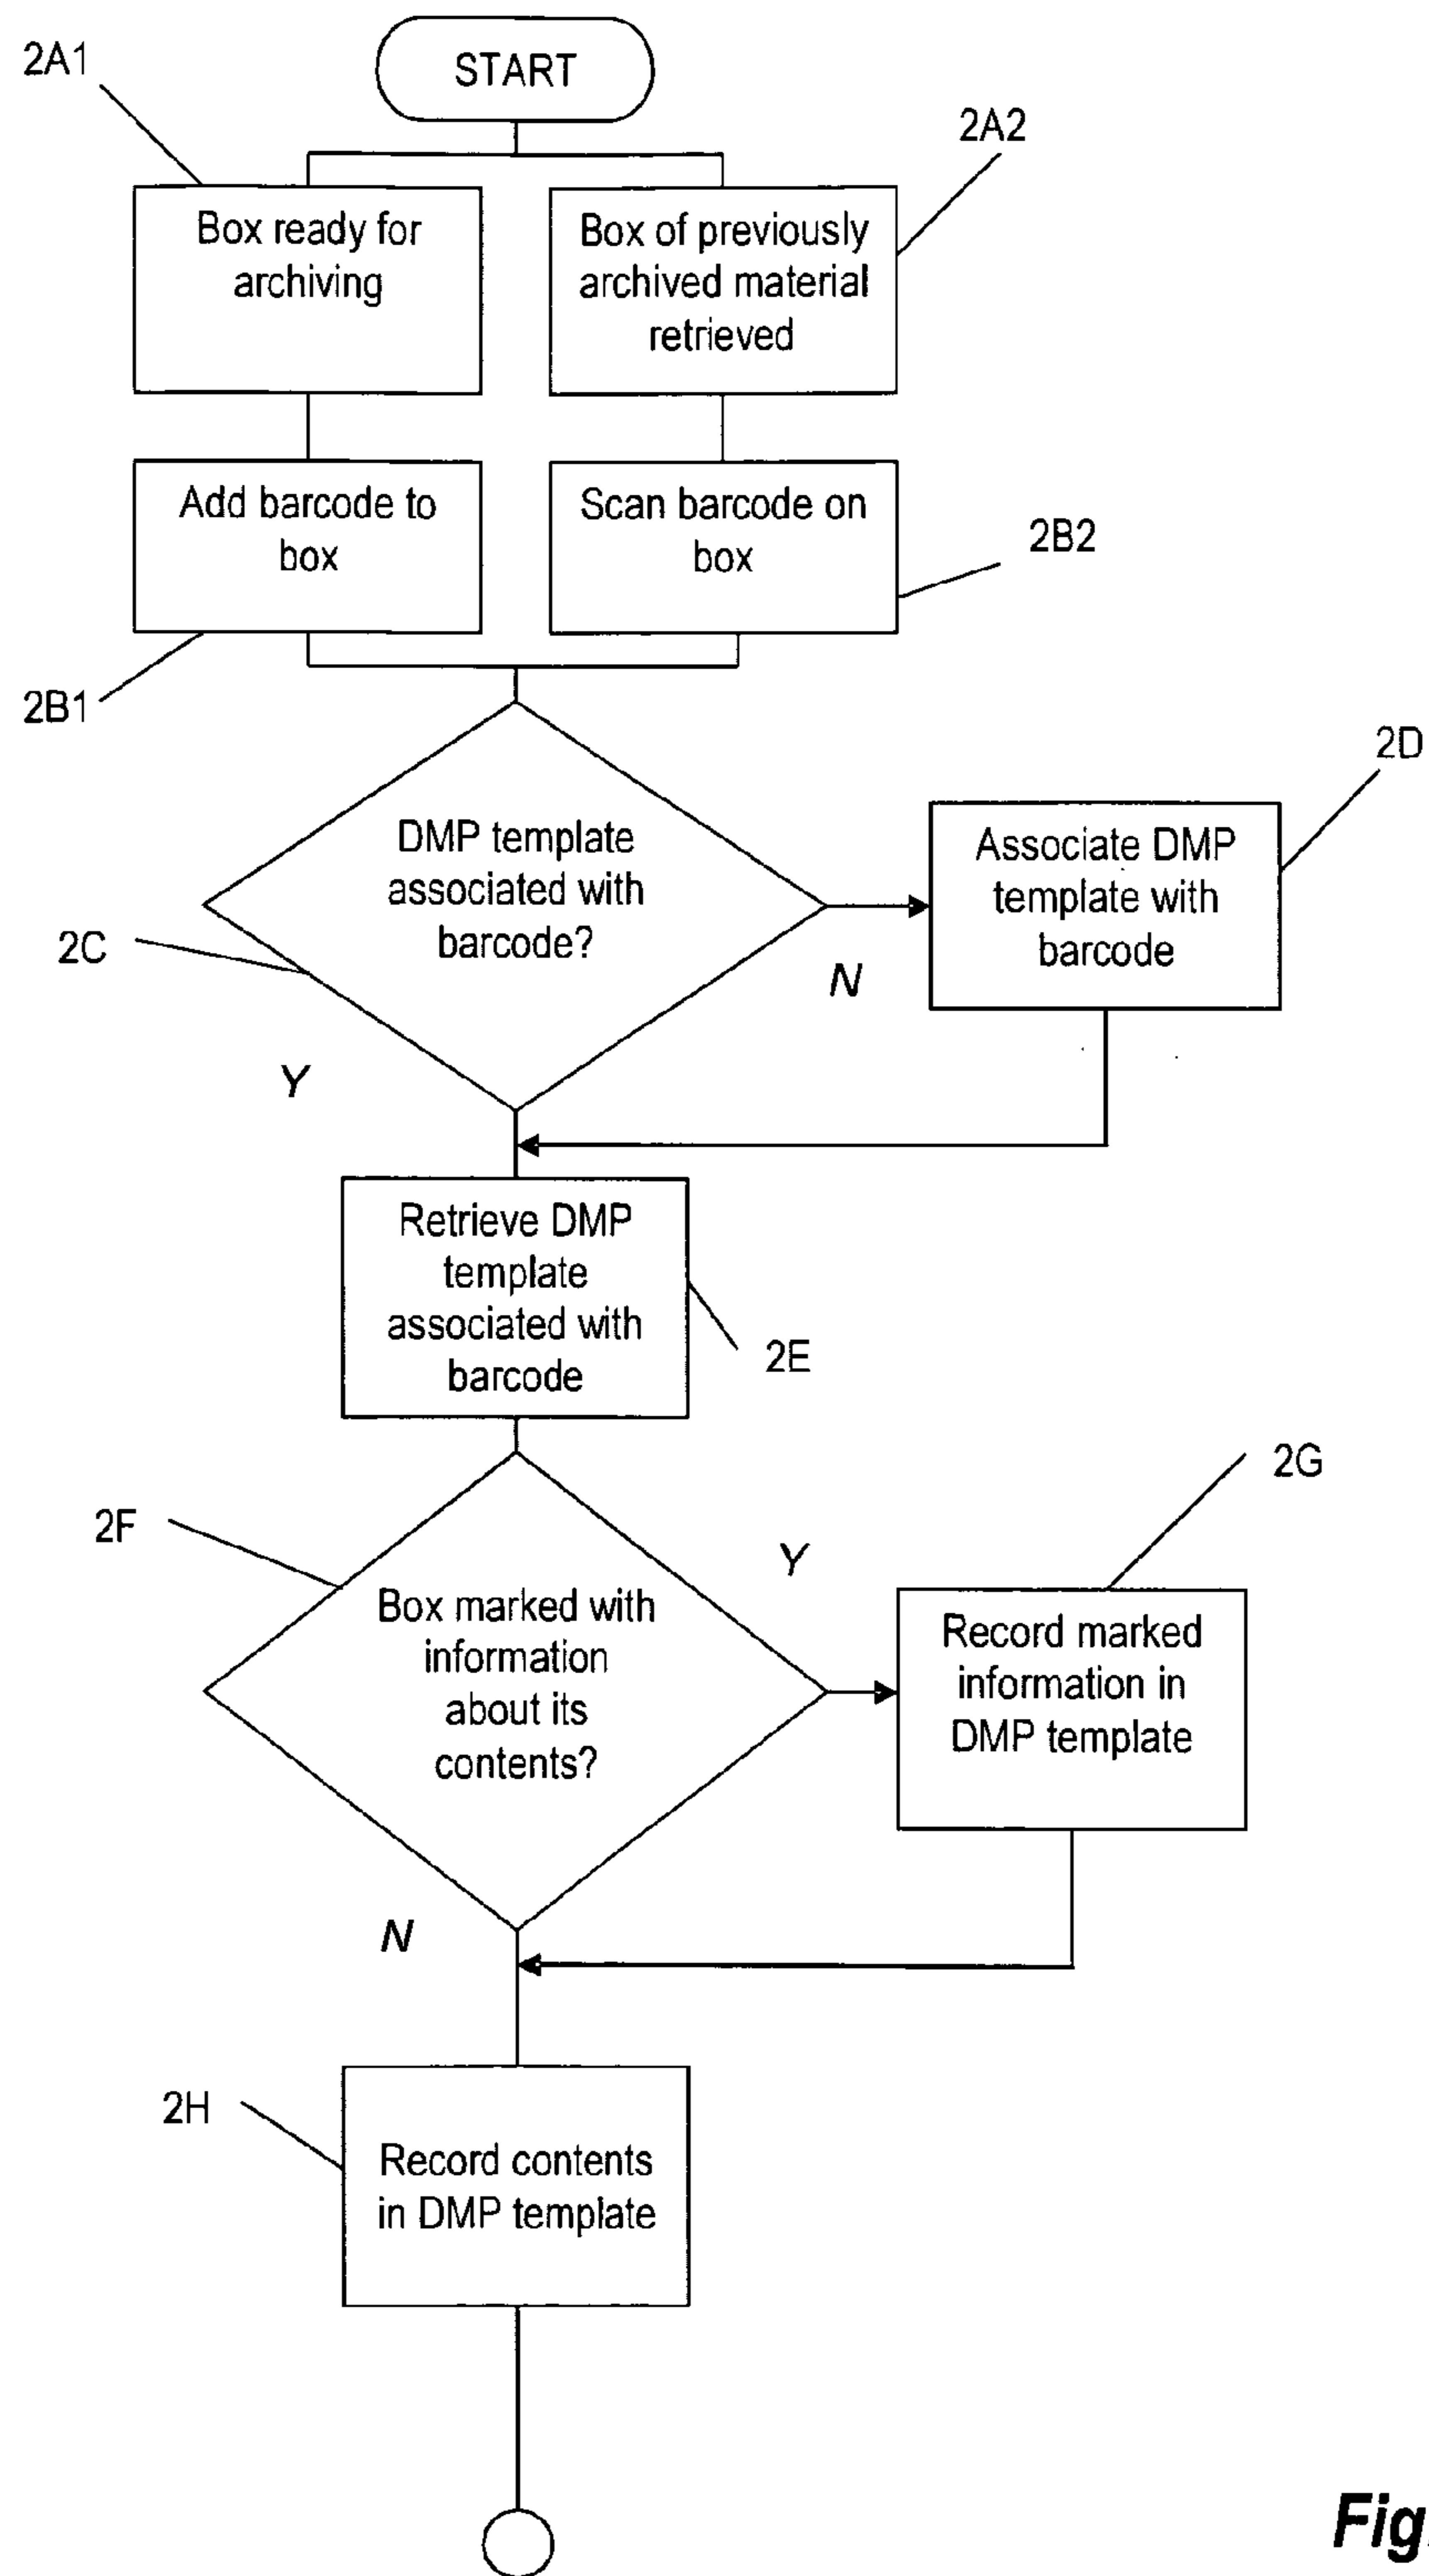 START
2A1
2A2
Box ready for
archiving
Box of previously
archived material
retrieved
Add barcode to
box
Scan barcode on
box
2B2
2B1
DMP template
associated with
barcode?
2C
N
Y
Associate DMP
template with
barcode
2D
Retrieve DMP
template
associated with
barcode
2E
2F
Box marked with
information
about its
contents?
Y
N
2G
Record marked
information in
DMP template
2H
Record contents
in DMP template
Fig.